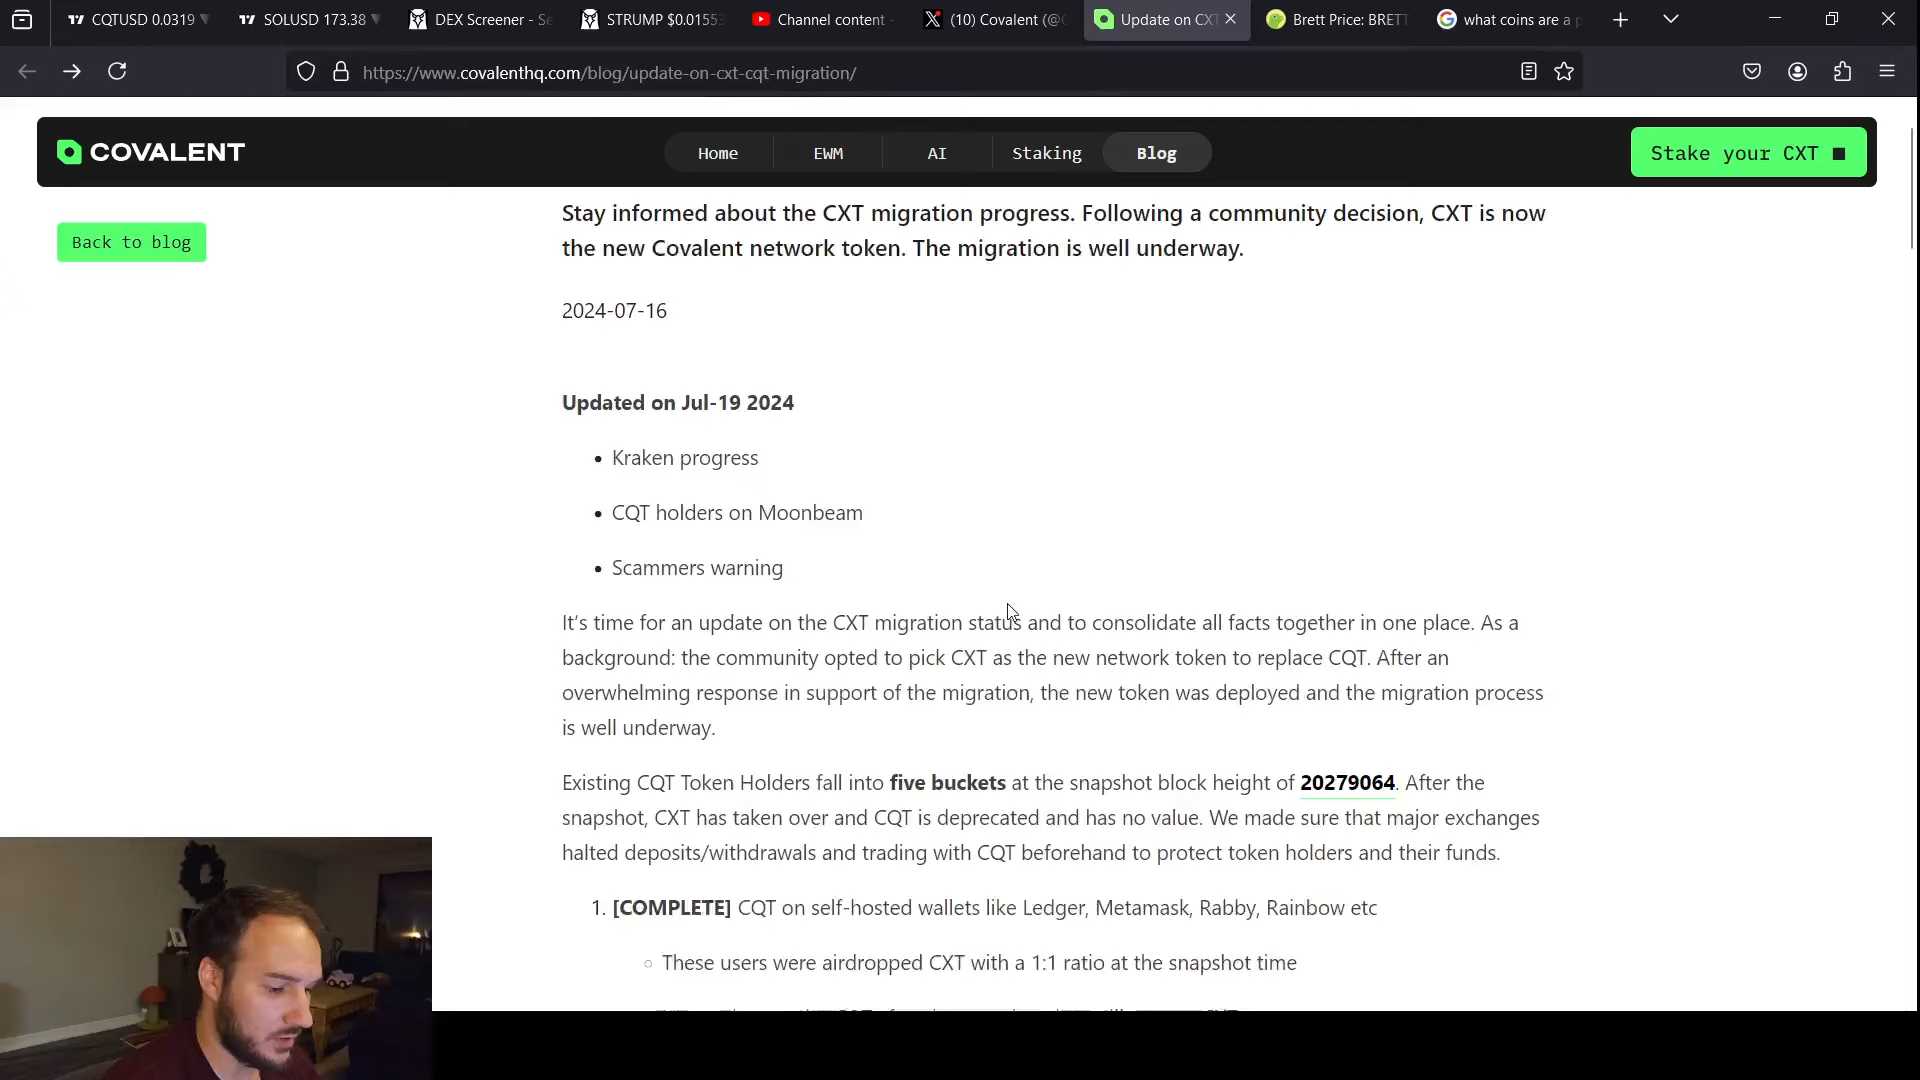 CQTUSD 0.0319
SOLUSD 173.38
DEX Screener - Se
STRUMP $0.0155
Channel content -
(10) Covalent (@
Update on CXT
Brett Price: BRETT
what coins are a p
https://www.covalenthq.com/blog/update-on-cxt-cqt-migration/
COVALENT
Home
EWM
AI
Staking
Blog
Stake your CXT
Back to blog
Stay informed about the CXT migration progress. Following a community decision, CXT is now
the new Covalent network token. The migration is well underway.
2024-07-16
Updated on Jul-19 2024
• Kraken progress
• CQT holders on Moonbeam
• Scammers warning
It’s time for an update on the CXT migration status and to consolidate all facts together in one place. As a
background: the community opted to pick CXT as the new network token to replace CQT. After an
overwhelming response in support of the migration, the new token was deployed and the migration process
is well underway.
Existing CQT Token Holders fall into five buckets at the snapshot block height of 20279064. After the
snapshot, CXT has taken over and CQT is deprecated and has no value. We made sure that major exchanges
halted deposits/withdrawals and trading with CQT beforehand to protect token holders and their funds.
1. [COMPLETE] CQT on self-hosted wallets like Ledger, Metamask, Rabby, Rainbow etc
◦ These users were airdropped CXT with a 1:1 ratio at the snapshot time